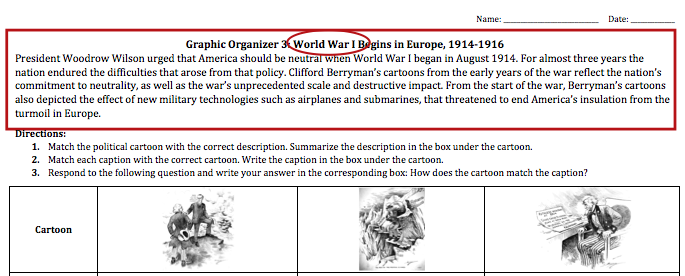 Name: ____________________ Date: __________
Graphic Organizer 3: World War I Begins in Europe, 1914-1916
President Woodrow Wilson urged that America should be neutral when World War I began in August 1914. For almost three years the
nation endured the difficulties that arose from that policy. Clifford Berryman's cartoons from the early years of the war reflect the nation's
commitment to neutrality, as well as the war's unprecedented scale and destructive impact. From the start of the war, Berryman's cartoons
also depicted the effect of new military technologies such as airplanes and submarines, that threatened to end America's insulation from the
turmoil in Europe.
Directions:
1. Match the political cartoon with the correct description. Summarize the description in the box under the cartoon.
2. Match each caption with the correct cartoon. Write the caption in the box under the cartoon.
3. Respond to the following question and write your answer in the corresponding box: How does the cartoon match the caption?
Cartoon